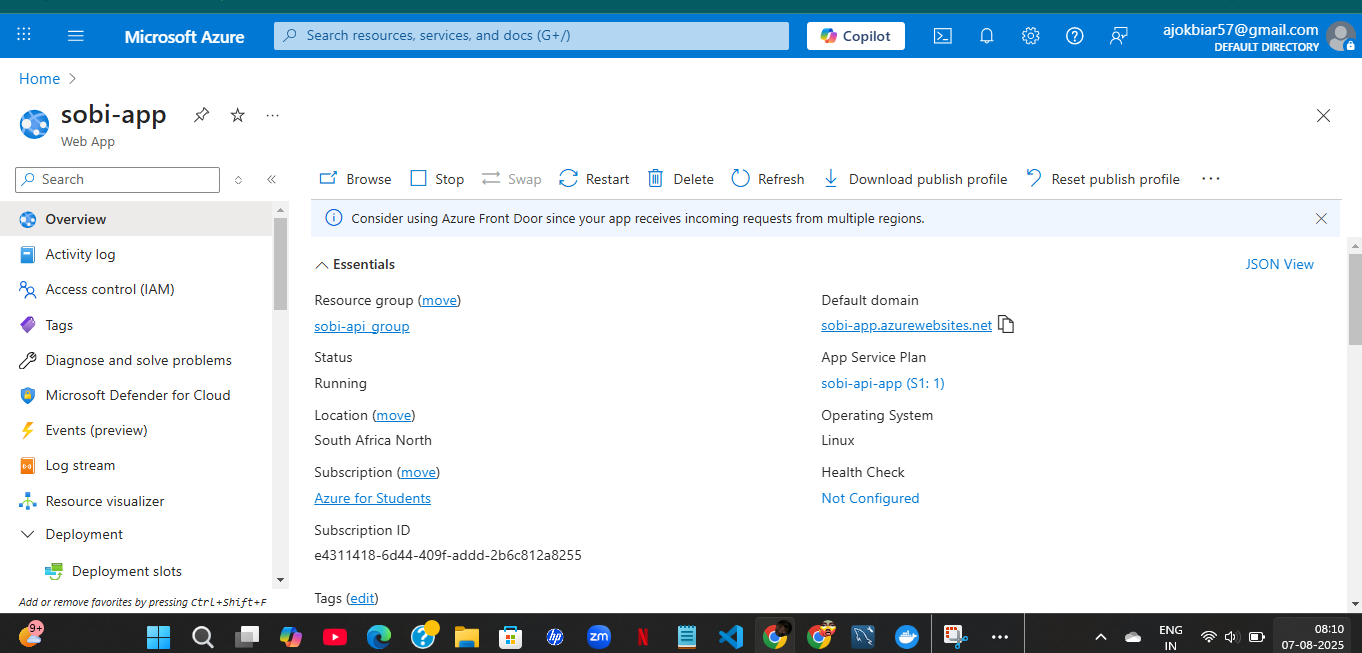 Microsoft Azure
Search resources, services, and docs (G+/)
Copilot
ajokbiar57@gmail.com
DEFAULT DIRECTORY
Home
sobi-app
Web App
Search
Browse
Stop
Swap
Restart
Delete
Refresh
Download publish profile
Reset publish profile
Consider using Azure Front Door since your app receives incoming requests from multiple regions.
Overview
Activity log
Access control (IAM)
Tags
Diagnose and solve problems
Microsoft Defender for Cloud
Events (preview)
Log stream
Resource visualizer
Deployment
Deployment slots
Add or remove favorites by pressing Ctrl+Shift+F
Essentials
JSON View
Resource group (move)
sobi-api_group
Status
Running
Location (move)
South Africa North
Subscription (move)
Azure for Students
Subscription ID
e4311418-6d44-409f-addd-2b6c812a8255
Tags (edit)
Default domain
sobi-app.azurewebsites.net
App Service Plan
sobi-api-app (S1: 1)
Operating System
Linux
Health Check
Not Configured
9+
hp
zm
N
ENG
IN
08:10
07-08-2025